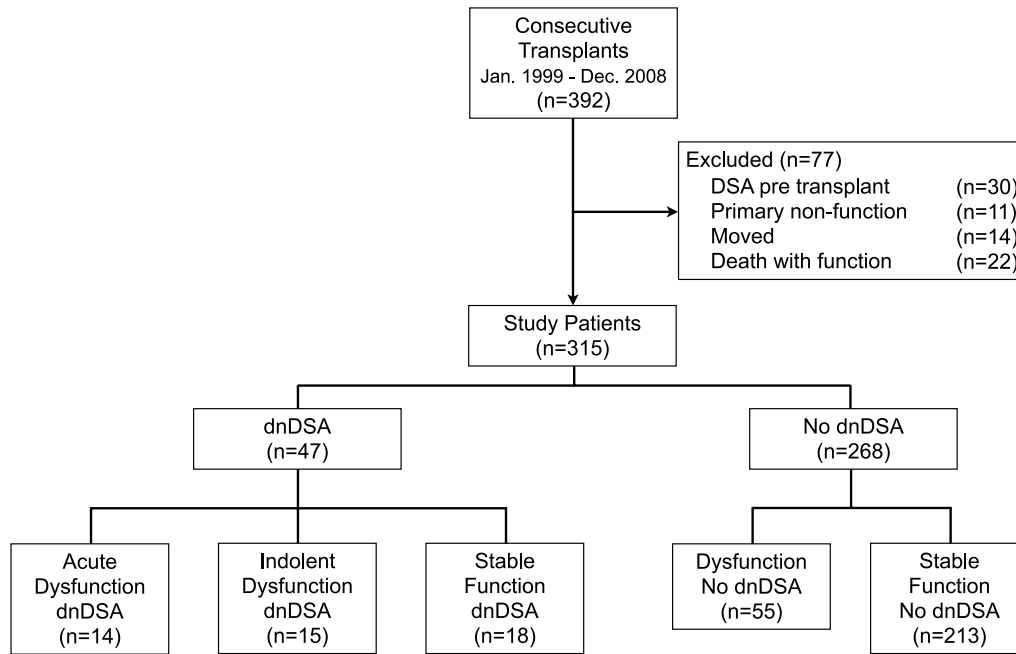 Consecutive
Transplants
Jan. 1999 - Dec. 2008
(n=392)
Excluded (n=77)
DSA pre transplant (n=30)
Primary non-function (n=11)
Moved (n=14)
Death with function (n=22)
Study Patients
(n=315)
dnDSA
(n=47)
No dnDSA
(n=268)
Acute
Dysfunction
dnDSA
(n=14)
Indolent
Dysfunction
dnDSA
(n=15)
Stable
Function
dnDSA
(n=18)
Dysfunction
No dnDSA
(n=55)
Stable
Function
No dnDSA
(n=213)